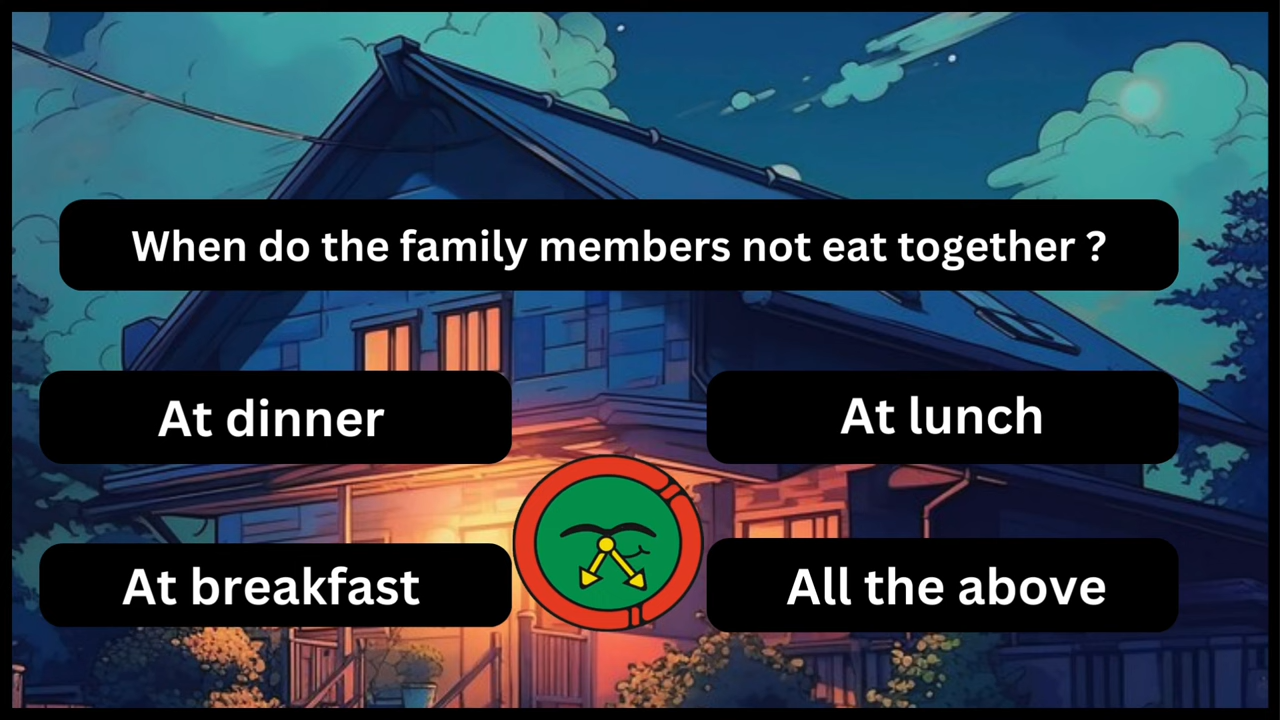 When do the family members not eat together ?
At dinner
At lunch
At breakfast
All the above